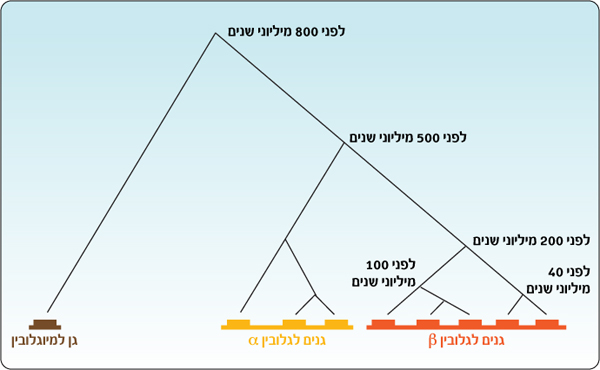 לפני 800 מיליוני שנים
לפני 500 מיליוני שנים
לפני 200 מיליוני שנים
לפני 100
מיליוני שנים
לפני 40
מיליוני שנים
גנים לגלובין β
גנים לגלובין α
גן למיוגלובין